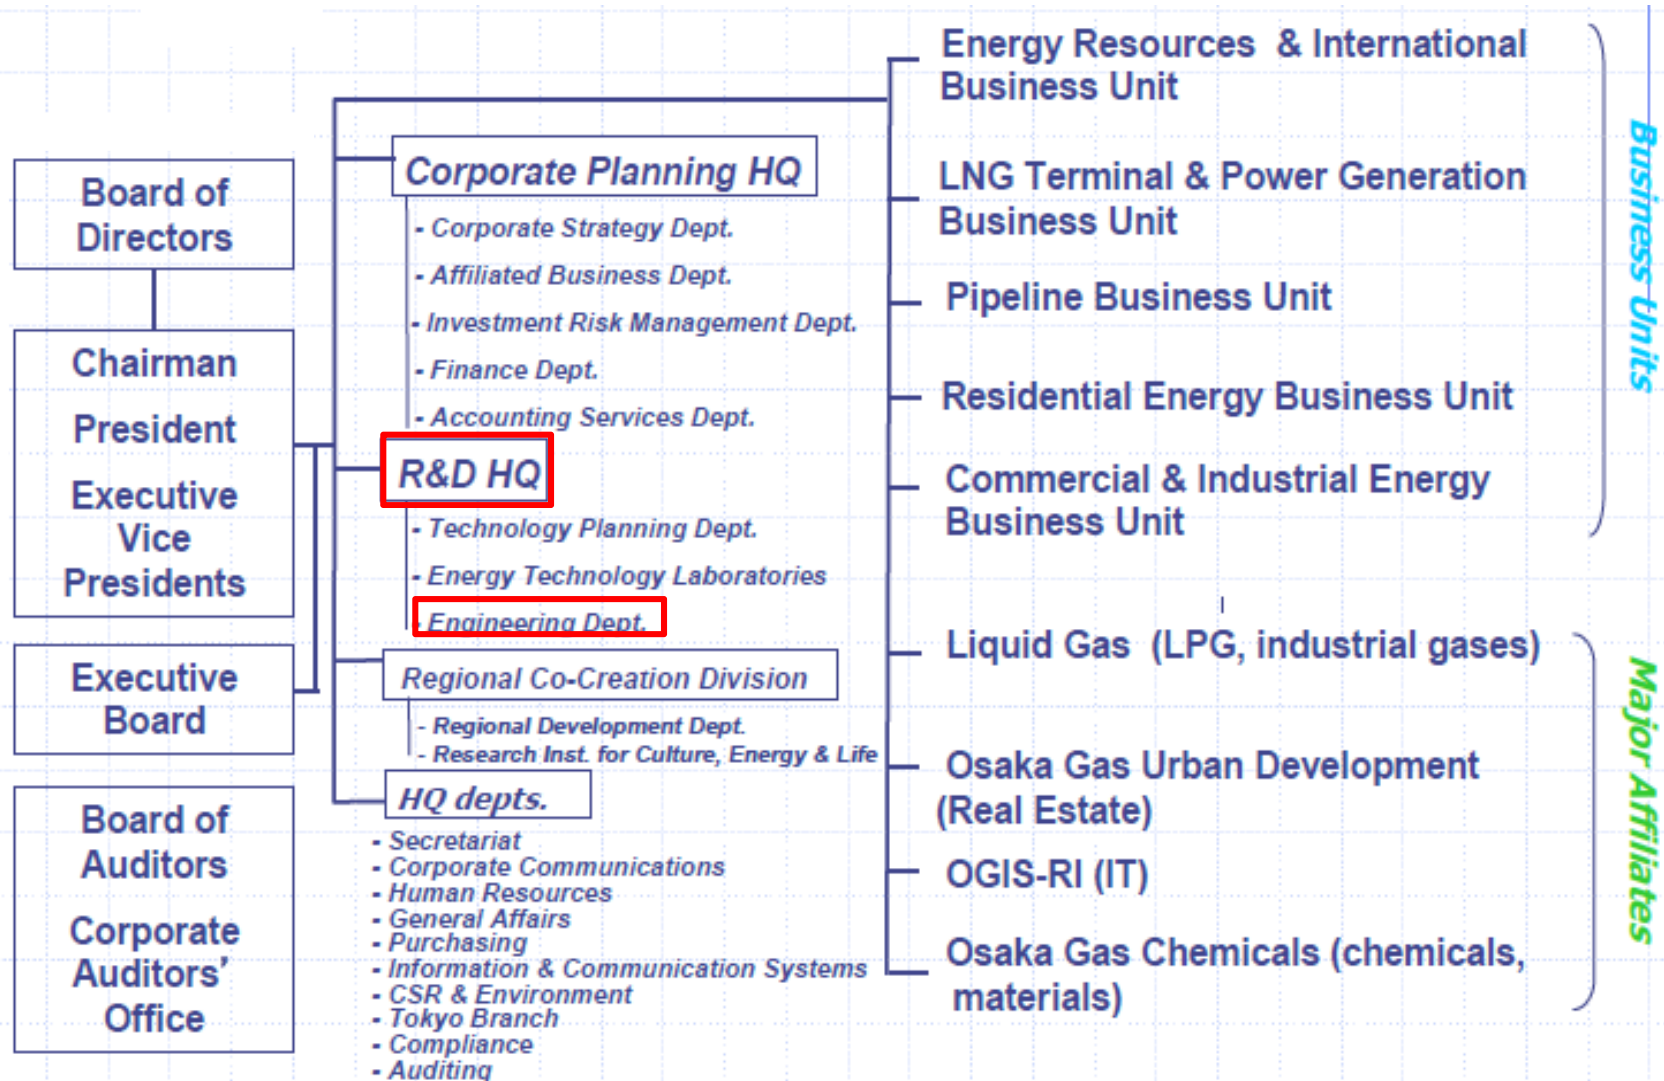 Board of
Directors
Chairman
President
Executive
Vice
Presidents
Executive
Board
Board of
Auditors
Corporate
Auditors’
Office
Corporate Planning HQ
- Corporate Strategy Dept.
- Affiliated Business Dept.
- Investment Risk Management Dept.
- Finance Dept.
- Accounting Services Dept.
R&D HQ
- Technology Planning Dept.
- Energy Technology Laboratories
- Engineering Dept.
Regional Co-Creation Division
- Regional Development Dept.
- Research Inst. for Culture, Energy & Life
HQ depts.
- Secretariat
- Corporate Communications
- Human Resources
- General Affairs
- Purchasing
- Information & Communication Systems
- CSR & Environment
- Tokyo Branch
- Compliance
- Auditing
Energy Resources & International
Business Unit
LNG Terminal & Power Generation
Business Unit
Pipeline Business Unit
Residential Energy Business Unit
Commercial & Industrial Energy
Business Unit
Liquid Gas (LPG, industrial gases)
Osaka Gas Urban Development
(Real Estate)
OGIS-RI (IT)
Osaka Gas Chemicals (chemicals,
materials)
Business Units
Major Affiliates